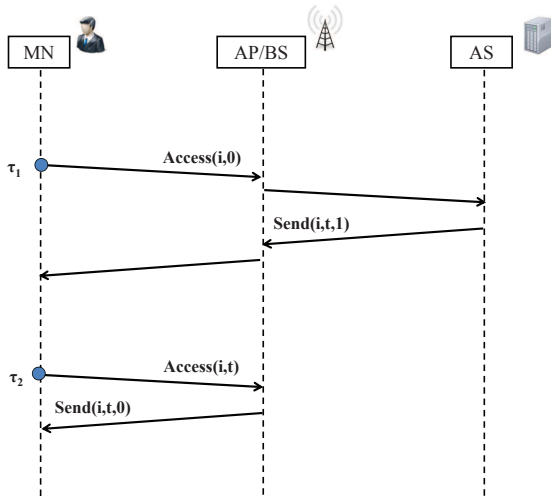 MN
AP/BS
AS
τ1
Access(i,0)
Send(i,t,1)
τ2
Access(i,t)
Send(i,t,0)